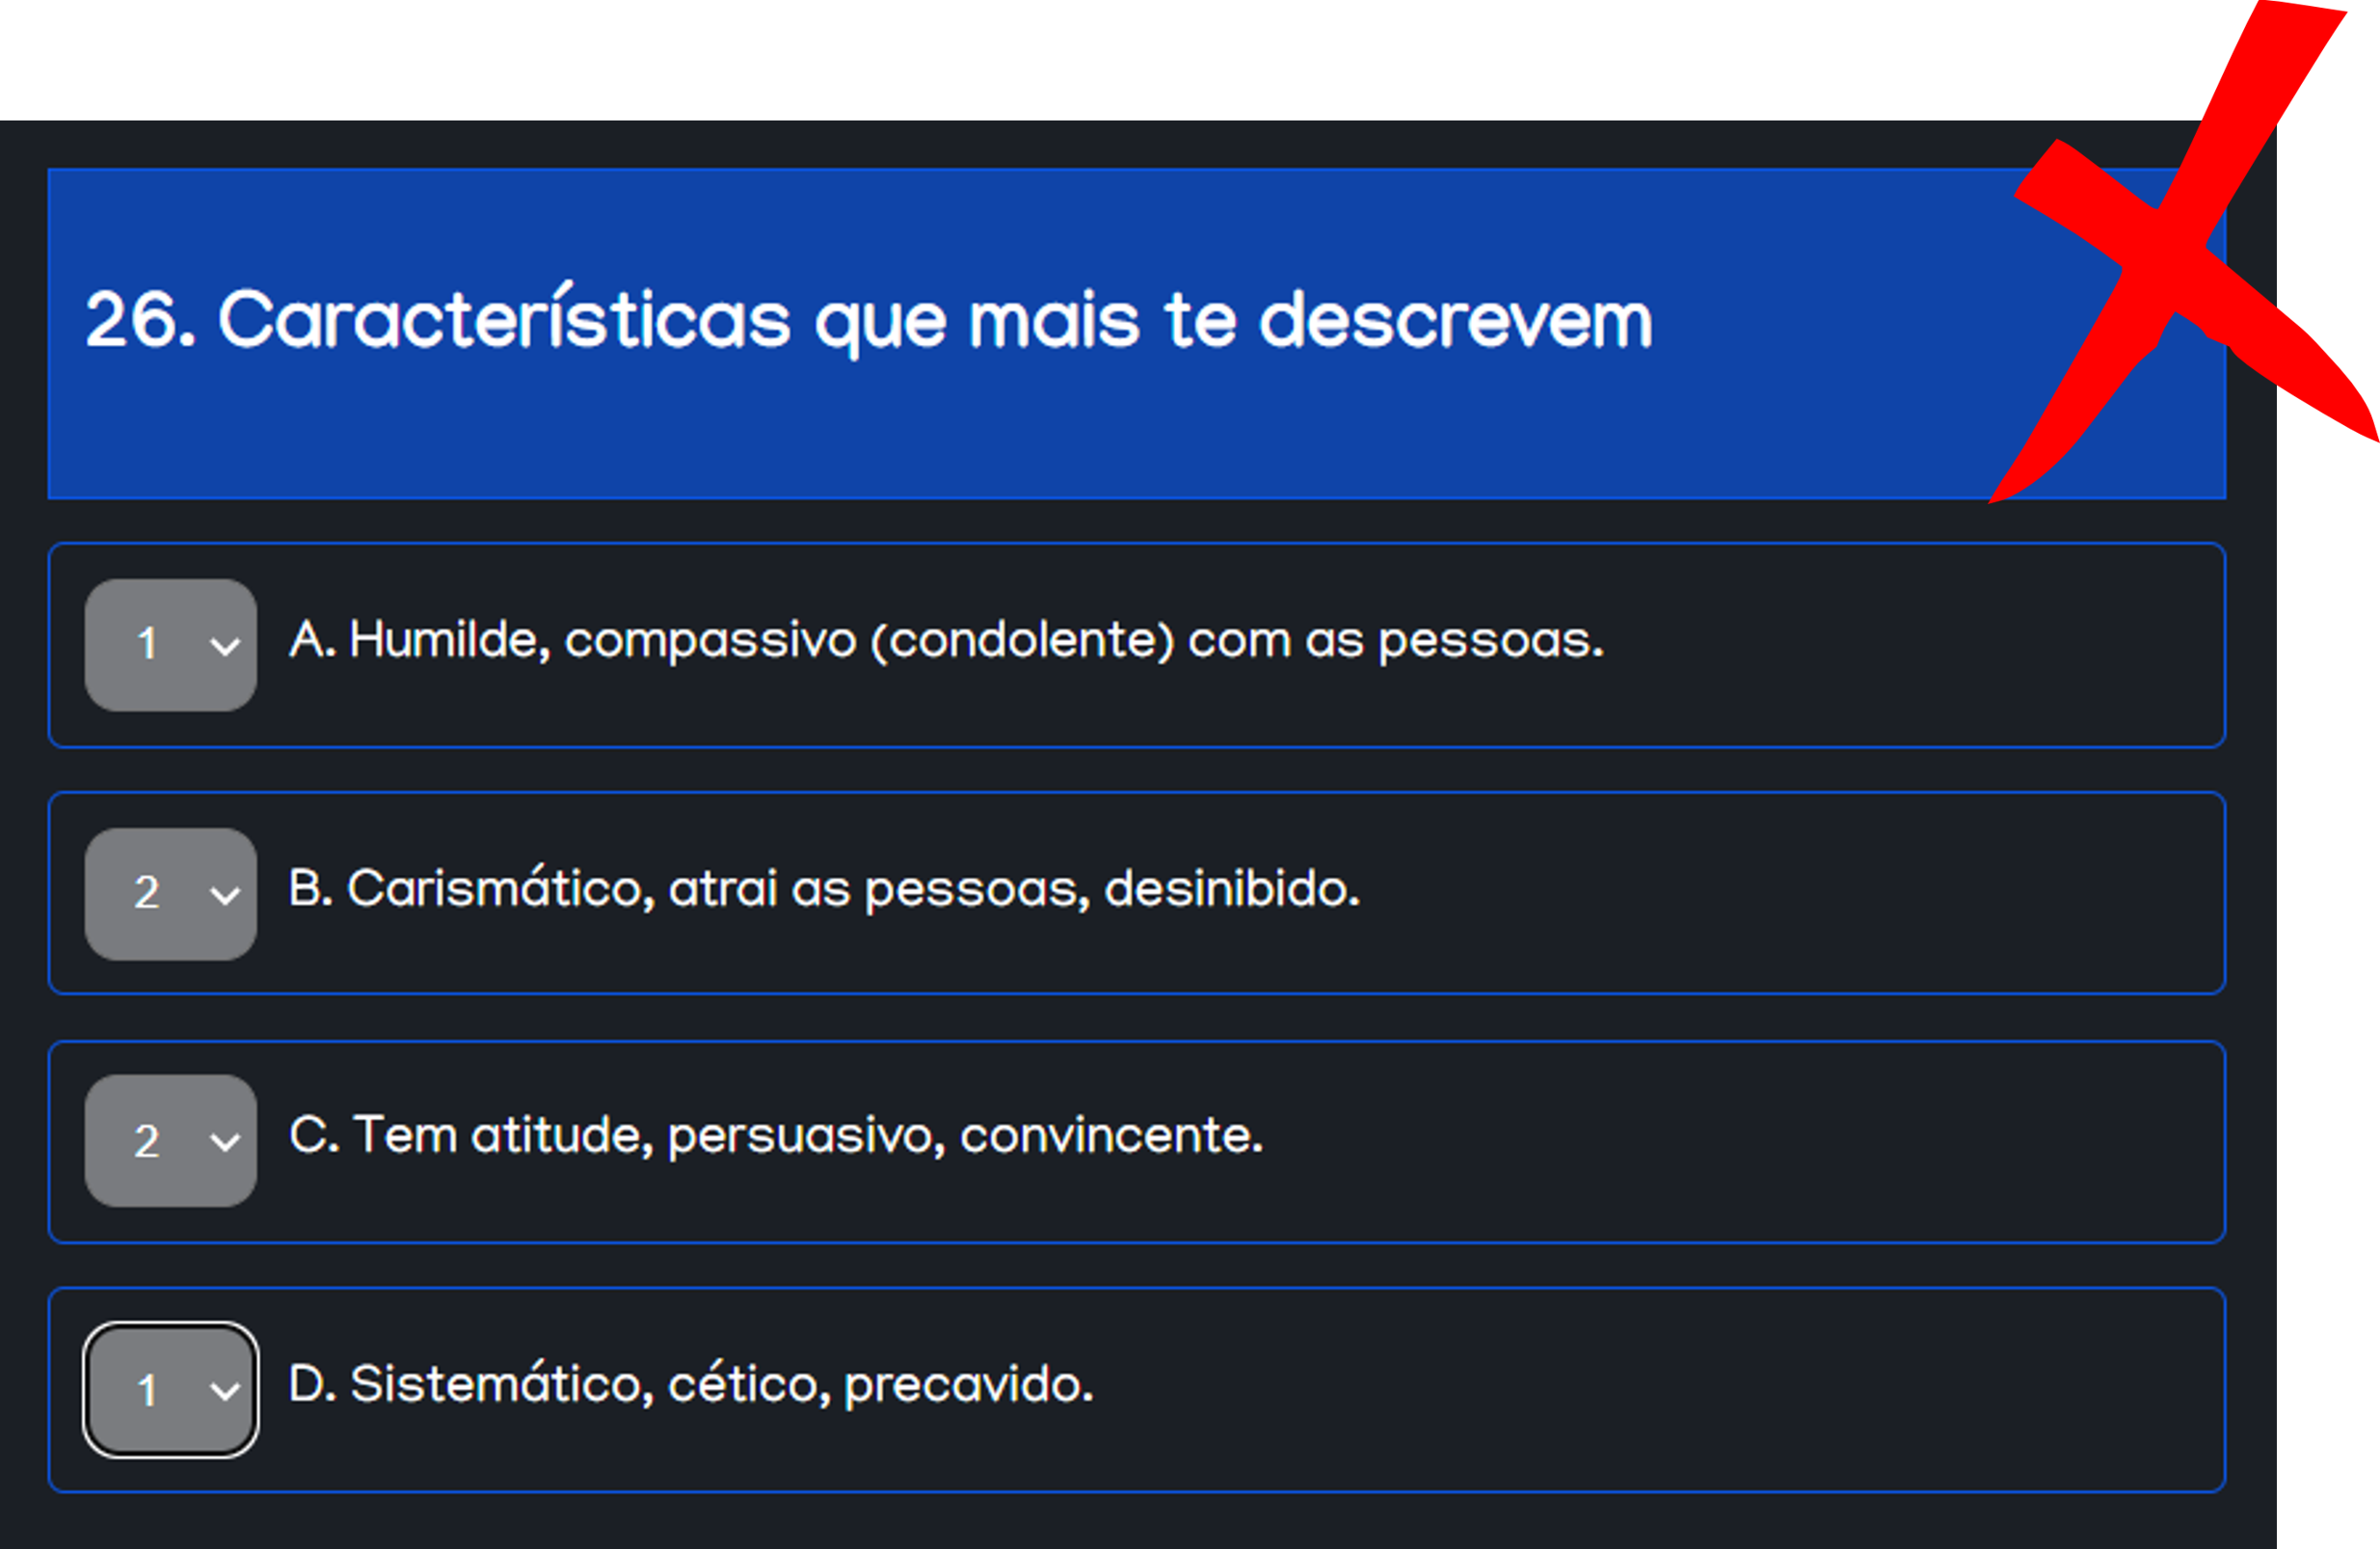 26. Características que mais te descrevem
1 A. Humilde, compassivo (condolente) com as pessoas.
2 B. Carismático, atrai as pessoas, desinibido.
2 C. Tem atitude, persuasivo, convincente.
1 D. Sistemático, cético, precavido.